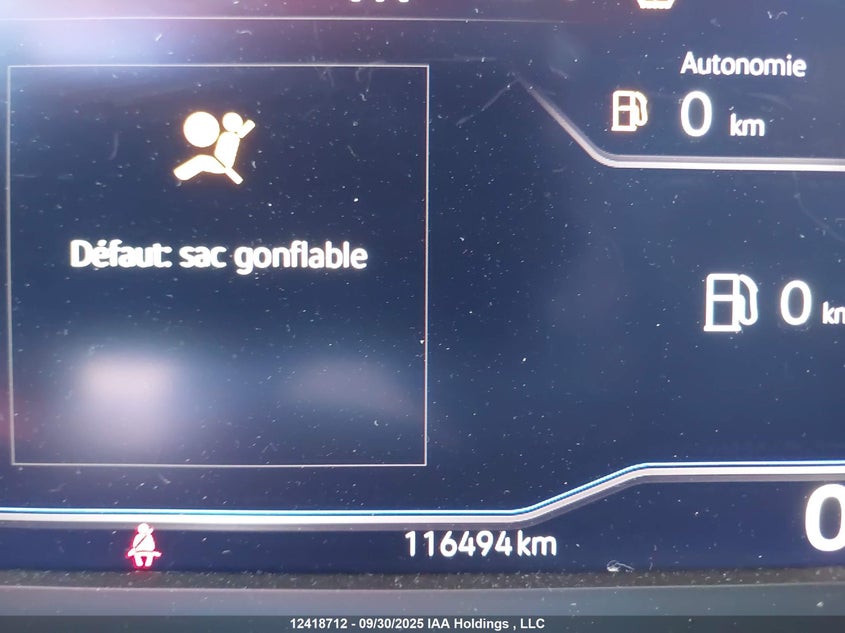 Autonomie
0 km
Défaut: sac gonflable
0 km
116494 km
0
12418712 - 09/30/2025 IAA Holdings , LLC